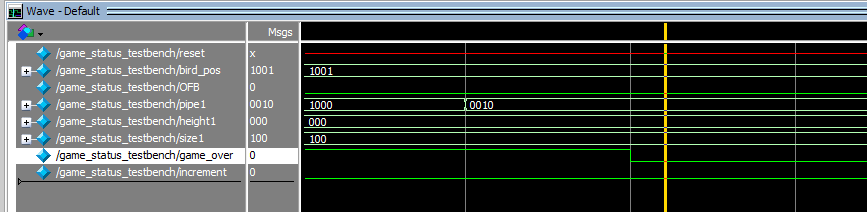 Wave - Default
Msgs
/game_status_testbench/reset x
/game_status_testbench/bird_pos 1001 1001
/game_status_testbench/OFB 0
/game_status_testbench/pipe1 0010 1000 0010
/game_status_testbench/height1 000 000
/game_status_testbench/size1 100 100
/game_status_testbench/game_over 0
/game_status_testbench/increment 0